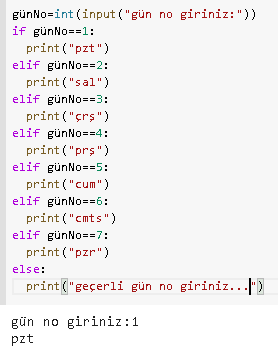 günNo=int(input("gün no giriniz:"))
if günNo==1:
  print("pzt")
elif günNo==2:
  print("sal")
elif günNo==3:
  print("çrş")
elif günNo==4:
  print("prş")
elif günNo==5:
  print("cum")
elif günNo==6:
  print("cmts")
elif günNo==7:
  print("pzr")
else:
  print("geçerli gün no giriniz...")
gün no giriniz:1
pzt